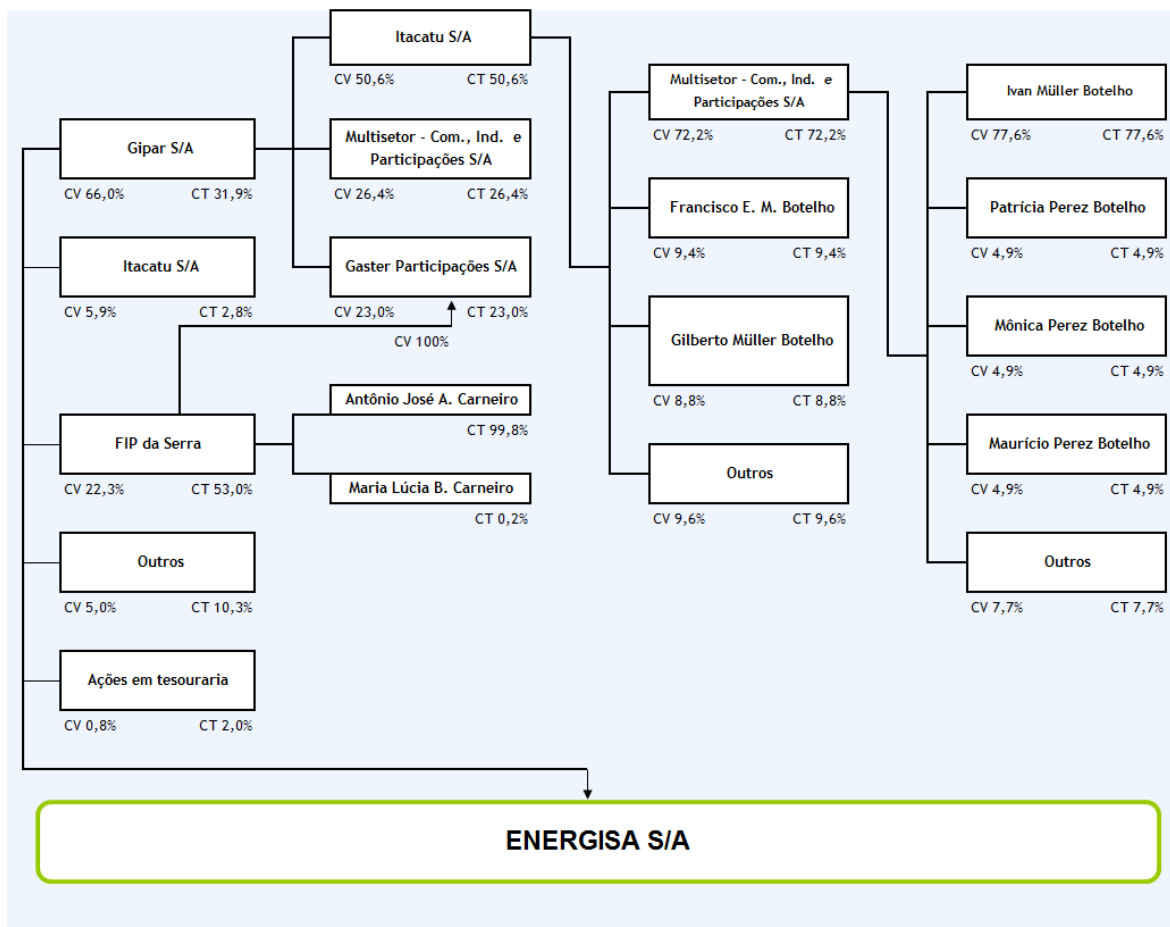 Itacatu S/A
CV 50,6% CT 50,6%
Multisetor - Com., Ind. e
Participações S/A
CV 72,2% CT 72,2%
Ivan Müller Botelho
CV 77,6% CT 77,6%
Gipar S/A
CV 66,0% CT 31,9%
Multisetor - Com., Ind. e
Participações S/A
CV 26,4% CT 26,4%
Francisco E. M. Botelho
CV 9,4% CT 9,4%
Patrícia Perez Botelho
CV 4,9% CT 4,9%
Itacatu S/A
CV 5,9% CT 2,8%
Gaster Participações S/A
CV 23,0% CT 23,0%
CV 100%
Gilberto Müller Botelho
CV 8,8% CT 8,8%
Mônica Perez Botelho
CV 4,9% CT 4,9%
FIP da Serra
CV 22,3% CT 53,0%
Antônio José A. Carneiro
CT 99,8%
Maria Lúcia B. Carneiro
CT 0,2%
Outros
CV 9,6% CT 9,6%
Maurício Perez Botelho
CV 4,9% CT 4,9%
Outros
CV 5,0% CT 10,3%
Outros
CV 7,7% CT 7,7%
Ações em tesouraria
CV 0,8% CT 2,0%
ENERGISA S/A